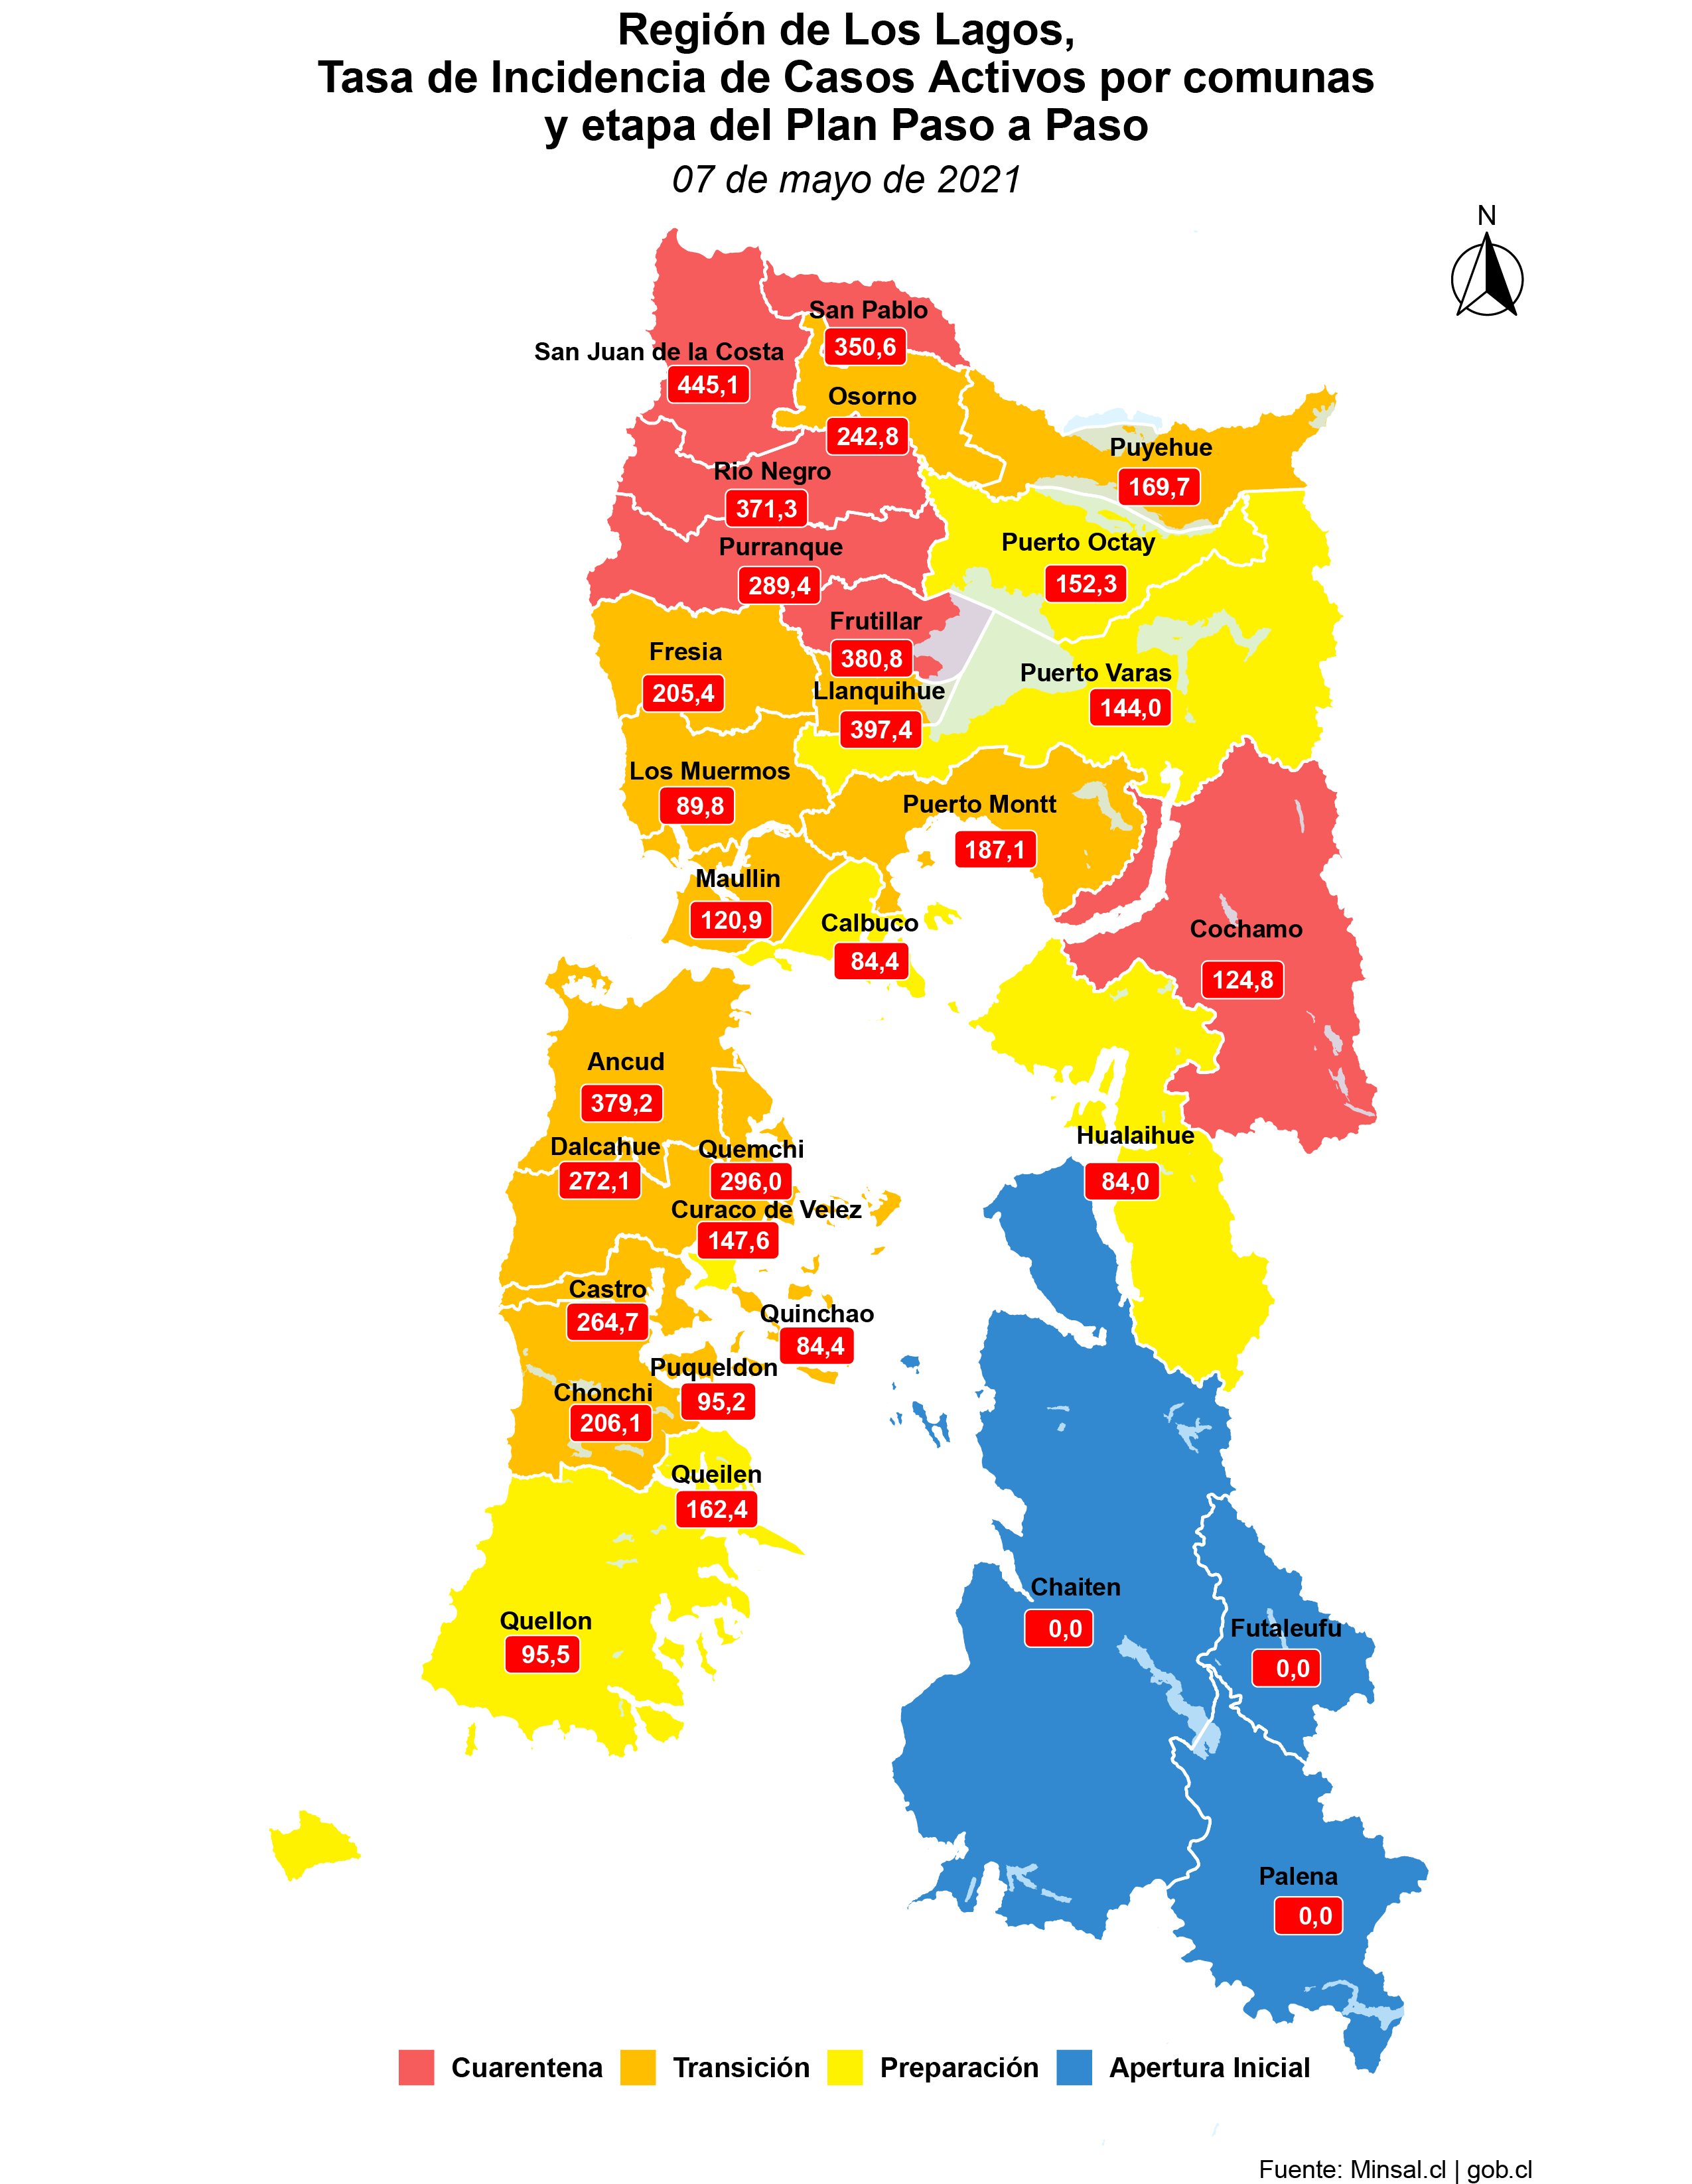 Región de Los Lagos,
Tasa de Incidencia de Casos Activos por comunas
y etapa del Plan Paso a Paso
07 de mayo de 2021
N
San Pablo
350,6
San Juan de la Costa
445,1
Osorno
242,8
Puyehue
169,7
Rio Negro
371,3
Puerto Octay
152,3
Purranque
289,4
Frutillar
380,8
Fresia
205,4
Puerto Varas
144,0
Llanquihue
397,4
Los Muermos
89,8
Puerto Montt
187,1
Maullin
120,9
Calbuco
84,4
Cochamo
124,8
Ancud
379,2
Hualaihue
84,0
Dalcahue
272,1
Quemchi
296,0
Curaco de Velez
147,6
Castro
264,7
Quinchao
84,4
Puqueldon
95,2
Chonchi
206,1
Queilen
162,4
Chaiten
0,0
Quellon
95,5
Futaleufu
0,0
Palena
0,0
Cuarentena Transición Preparación Apertura Inicial
Fuente: Minsal.cl | gob.cl